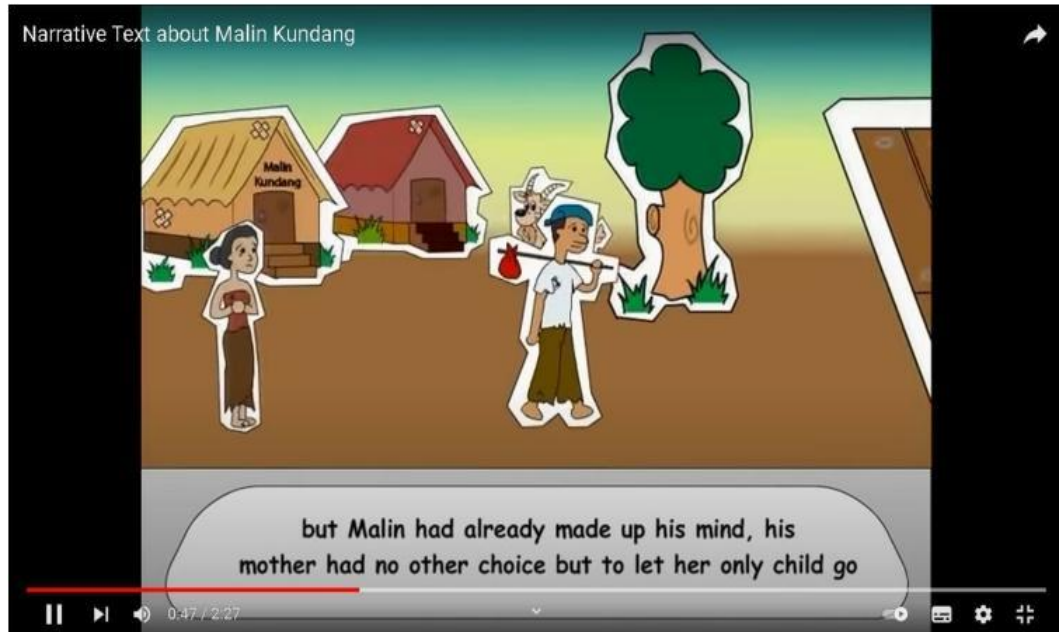 Narrative Text about Malin Kundang
Malin
Kundang
but Malin had already made up his mind, his
mother had no other choice but to let her only child go
0:47 / 2:27